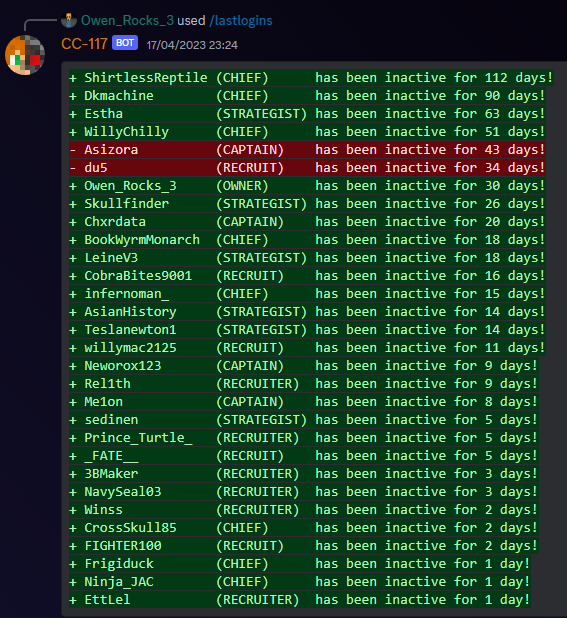 Owen_Rocks_3 used /lastlogins
CC-117 BOT 17/04/2023 23:24
+ ShirtlessReptile (CHIEF) has been inactive for 112 days!
+ Dkmachine (CHIEF) has been inactive for 90 days!
+ Estha (STRATEGIST) has been inactive for 63 days!
+ WillyChilly (CHIEF) has been inactive for 51 days!
- Asizora (CAPTAIN) has been inactive for 43 days!
- du5 (RECRUIT) has been inactive for 34 days!
+ Owen_Rocks_3 (OWNER) has been inactive for 30 days!
+ Skullfinder (STRATEGIST) has been inactive for 26 days!
+ Chxrdata (CAPTAIN) has been inactive for 20 days!
+ BookWyrmMonarch (CHIEF) has been inactive for 18 days!
+ LeineV3 (STRATEGIST) has been inactive for 18 days!
+ CobraBites9001 (RECRUIT) has been inactive for 16 days!
+ infernoman_ (CHIEF) has been inactive for 15 days!
+ AsianHistory (STRATEGIST) has been inactive for 14 days!
+ Teslanewton1 (STRATEGIST) has been inactive for 14 days!
+ willymac2125 (RECRUIT) has been inactive for 11 days!
+ Neworox123 (CAPTAIN) has been inactive for 9 days!
+ Rel1th (RECRUITER) has been inactive for 9 days!
+ Me1on (CAPTAIN) has been inactive for 8 days!
+ sedinen (STRATEGIST) has been inactive for 5 days!
+ Prince_Turtle_ (RECRUITER) has been inactive for 5 days!
+ _FATE__ (RECRUIT) has been inactive for 5 days!
+ 3BMaker (RECRUITER) has been inactive for 3 days!
+ NavySeal03 (RECRUITER) has been inactive for 3 days!
+ Winss (RECRUITER) has been inactive for 2 days!
+ CrossSkull85 (CHIEF) has been inactive for 2 days!
+ FIGHTER100 (RECRUIT) has been inactive for 2 days!
+ Frigiduck (CHIEF) has been inactive for 1 day!
+ Ninja_JAC (CHIEF) has been inactive for 1 day!
+ EttLel (RECRUITER) has been inactive for 1 day!